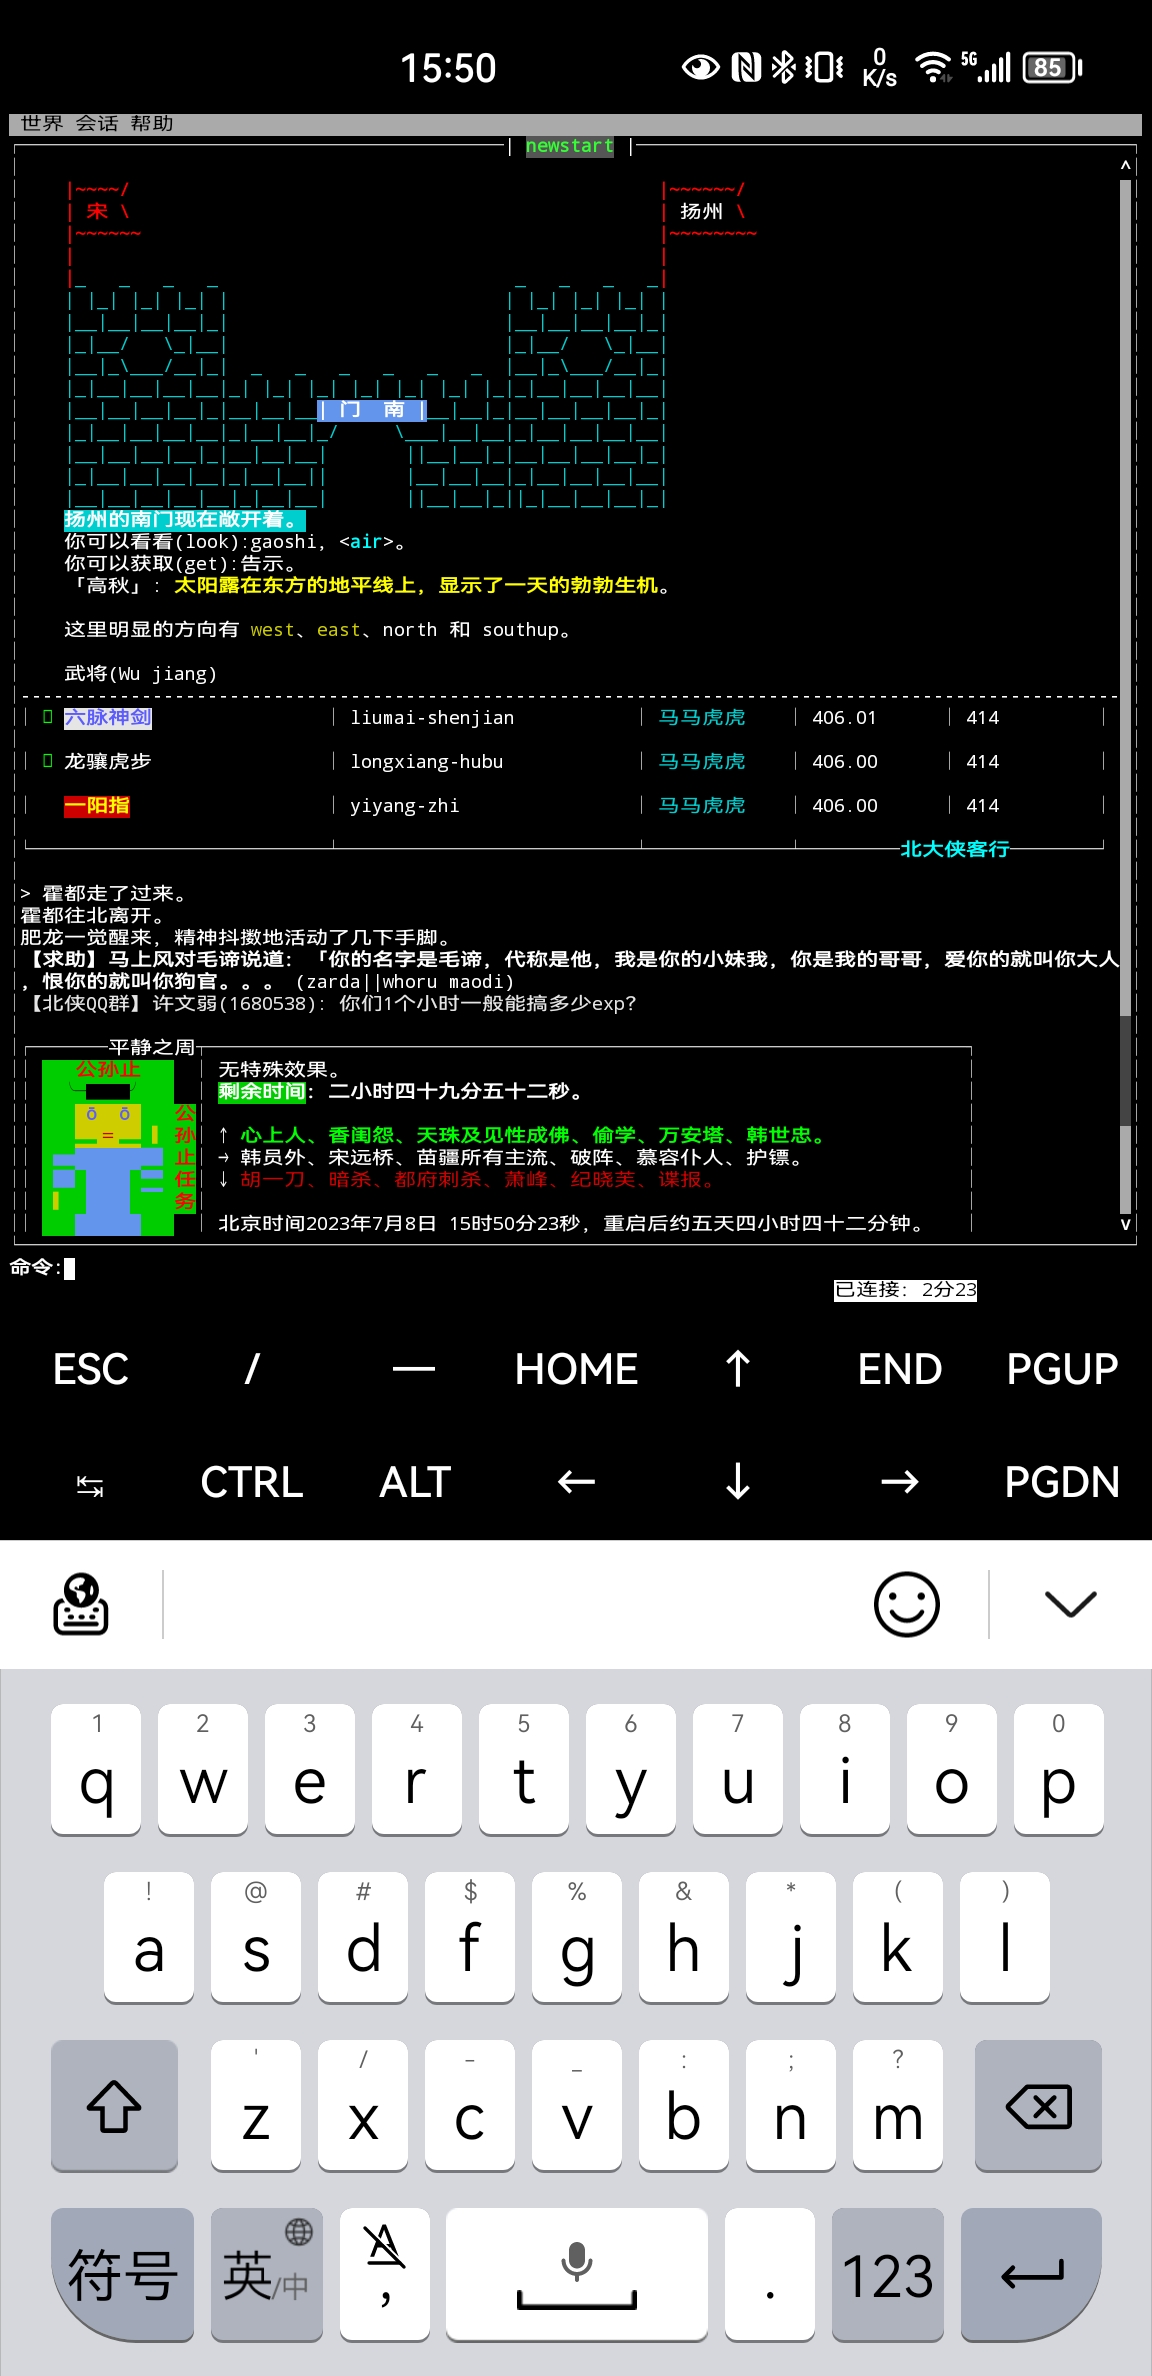 15:50 0 K/s 5G 85
世界 会话 帮助
newstart
宋 扬州
| 门 南 |
扬州的南门现在敞开着。
你可以看看(look):gaoshi, <air>。
你可以获取(get):告示。
「高秋」: 太阳露在东方的地平线上，显示了一天的勃勃生机。
这里明显的方向有 west、east、north 和 southup。
武将(Wu jiang)
六脉神剑 liumai-shenjian 马马虎虎 406.01 414
龙骧虎步 longxiang-hubu 马马虎虎 406.00 414
一阳指 yiyang-zhi 马马虎虎 406.00 414
北大侠客行
> 霍都走了过来。
霍都往北离开。
肥龙一觉醒来，精神抖擞地活动了几下手脚。
【求助】马上风对毛谛说道：「你的名字是毛谛，代称是他，我是你的小妹我，你是我的哥哥，爱你的就叫你大人
，恨你的就叫你狗官。。。 (zarda||whoru maodi)
【北侠QQ群】许文弱(1680538): 你们1个小时一般能搞多少exp?
平静之周
公孙止
公孙止任务
无特殊效果。
剩余时间: 二小时四十九分五十二秒。
↑ 心上人、香闺怨、天珠及见性成佛、偷学、万安塔、韩世忠。
→ 韩员外、宋远桥、苗疆所有主流、破阵、慕容仆人、护镖。
↓ 胡一刀、暗杀、都府刺杀、萧峰、纪晓芙、谍报。
北京时间2023年7月8日 15时50分23秒，重启后约五天四小时四十二分钟。
命令:
已连接: 2分23
ESC / — HOME ↑ END PGUP
CTRL ALT ← ↓ → PGDN
1 2 3 4 5 6 7 8 9 0
q w e r t y u i o p
! @ # $ % & * ( )
a s d f g h j k l
' / - _ : ; ?
z x c v b n m
符号 英/中 , . 123